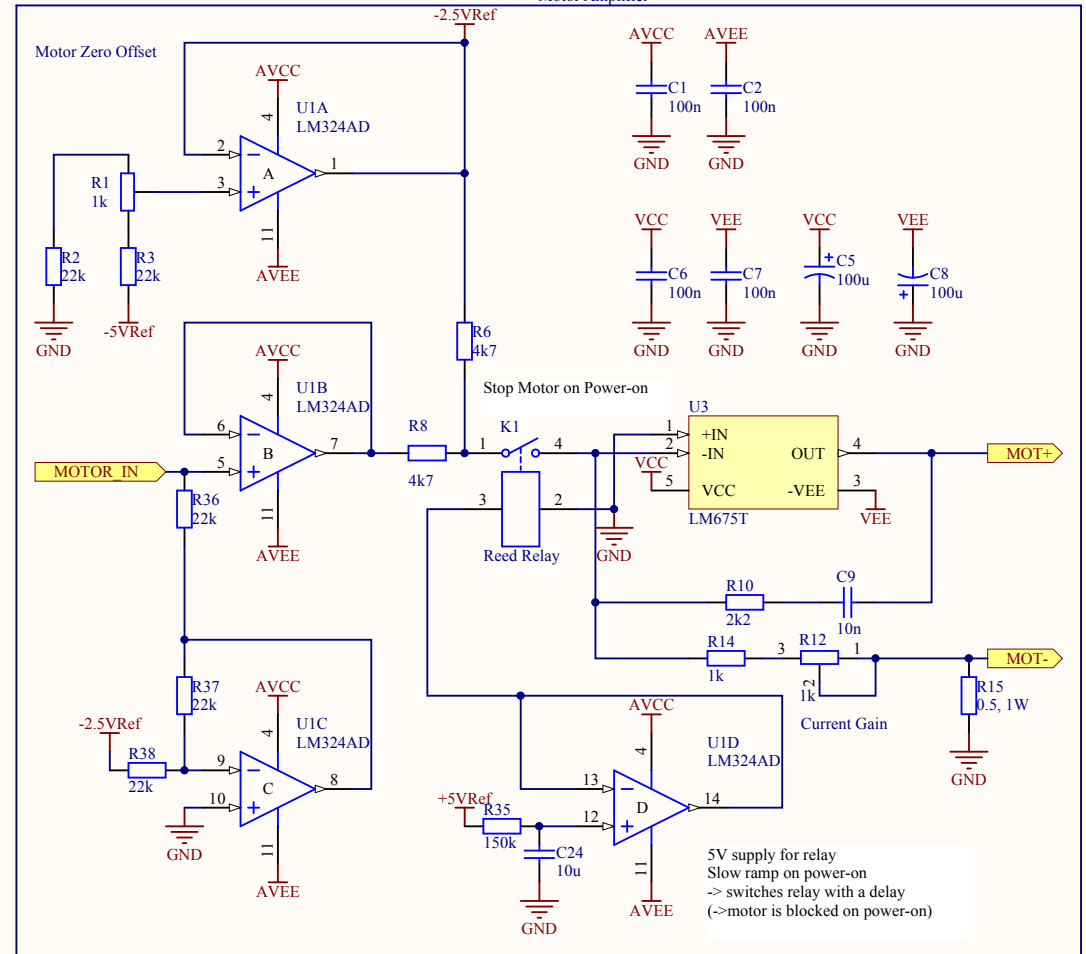 -2.5VRef
Motor Zero Offset
AVCC
4
U1A
LM324AD
2
3
A
1
11
AVEE
R1
1k
R2
22k
R3
22k
GND
-5VRef
AVCC
C1
100n
GND
AVEE
C2
100n
GND
VCC
C6
100n
GND
VEE
C7
100n
GND
VCC
+
C5
100u
GND
VEE
C8
+
100u
GND
R6
4k7
AVCC
4
U1B
LM324AD
6
5
B
7
11
AVEE
MOTOR_IN
R36
22k
R8
4k7
Stop Motor on Power-on
K1
1
4
3
2
Reed Relay
GND
U3
1
+IN
2
-IN
VCC
5
VCC
OUT
4
-VEE
3
VEE
LM675T
MOT+
R10
2k2
C9
10n
R14
1k
3
R12
1
2
1k
Current Gain
MOT-
R15
0.5, 1W
GND
R37
22k
-2.5VRef
R38
22k
AVCC
4
U1C
LM324AD
9
10
C
8
11
AVEE
GND
AVCC
4
U1D
LM324AD
13
12
D
14
11
AVEE
+5VRef
R35
150k
C24
10u
GND
5V supply for relay
Slow ramp on power-on
-> switches relay with a delay
(->motor is blocked on power-on)